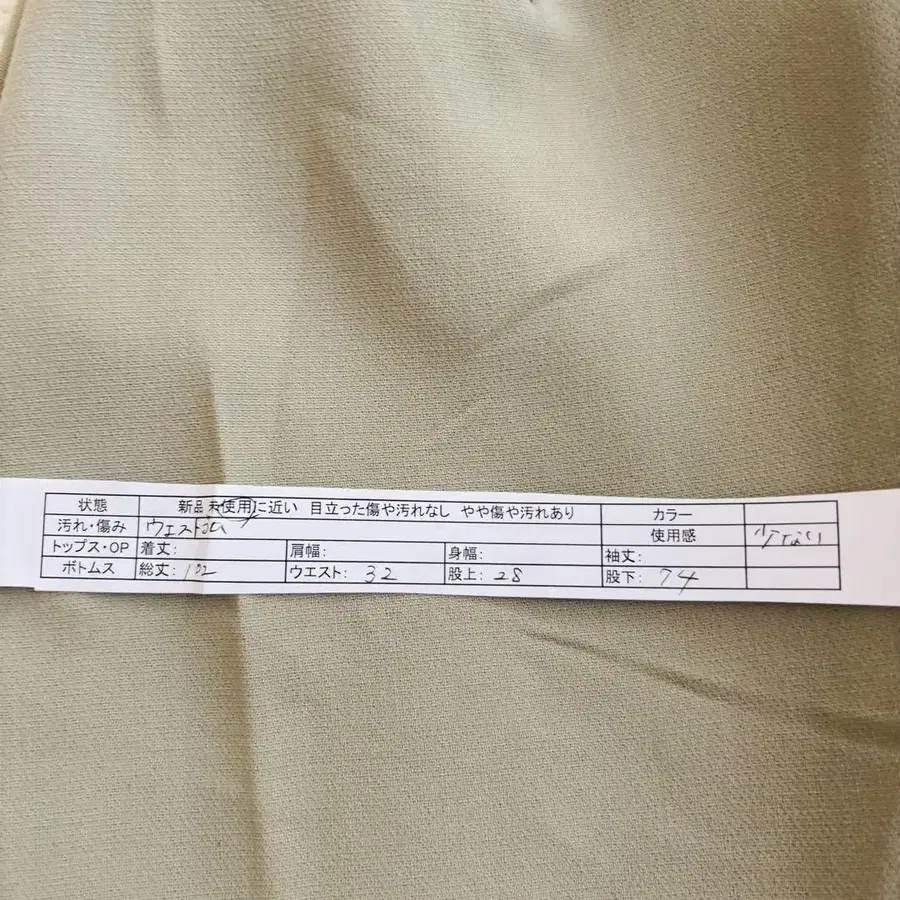 状態 新品未使用に近い 目立った傷や汚れなし やや傷や汚れあり カラー
汚れ・傷み ウエスト 使用感 少ない
トップス・OP 着丈: 肩幅: 身幅: 袖丈:
ボトムス 総丈:102 ウエスト:32 股上:28 股下:74